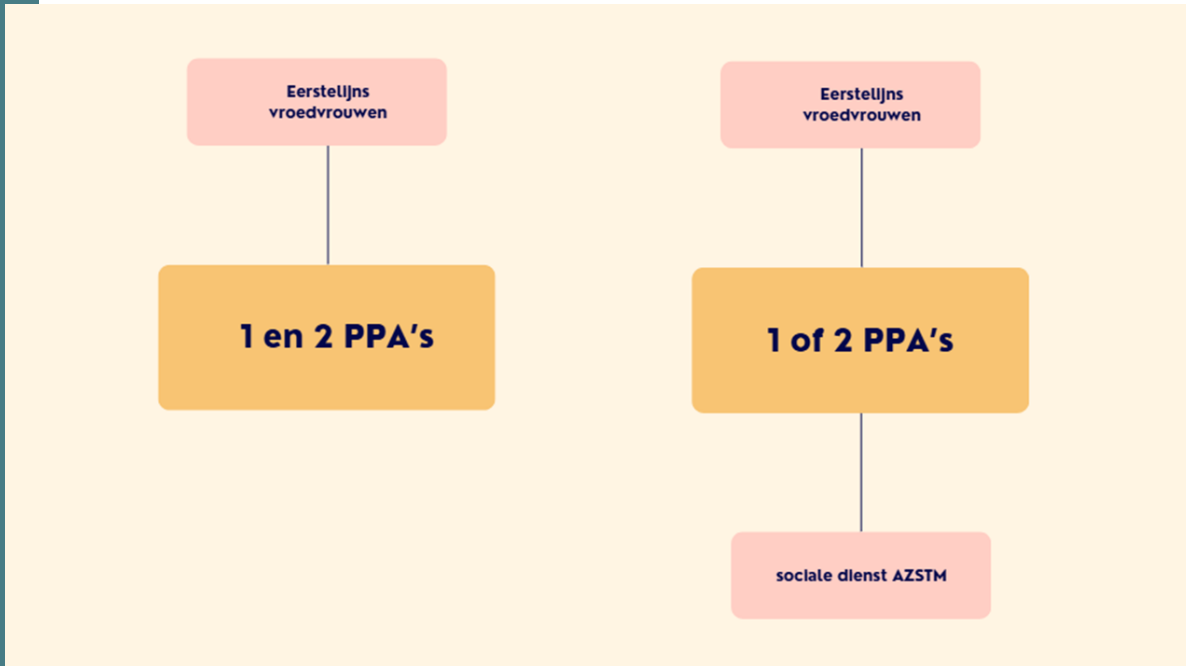 Eerstelijns
vroedvrouwen
1 en 2 PPA's
Eerstelijns
vroedvrouwen
1 of 2 PPA's
sociale dienst AZSTM